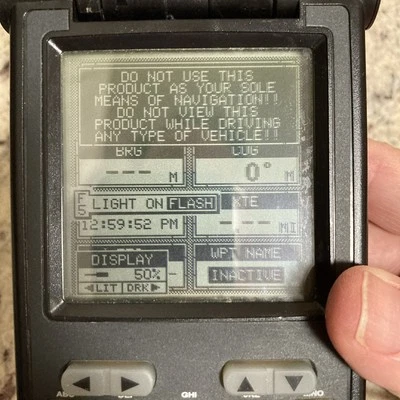 DO NOT USE THIS
PRODUCT AS YOUR SOLE
MEANS OF NAVIGATION!!
DO NOT VIEW THIS
PRODUCT WHILE DRIVING
ANY TYPE OF VEHICLE!!
BRG COG
--- M 0° M
LIGHT ON FLASH XTE
12:59:52 PM -.-- MI
DISPLAY WPT NAME
50% INACTIVE
◀LIT DRK▶
GHI